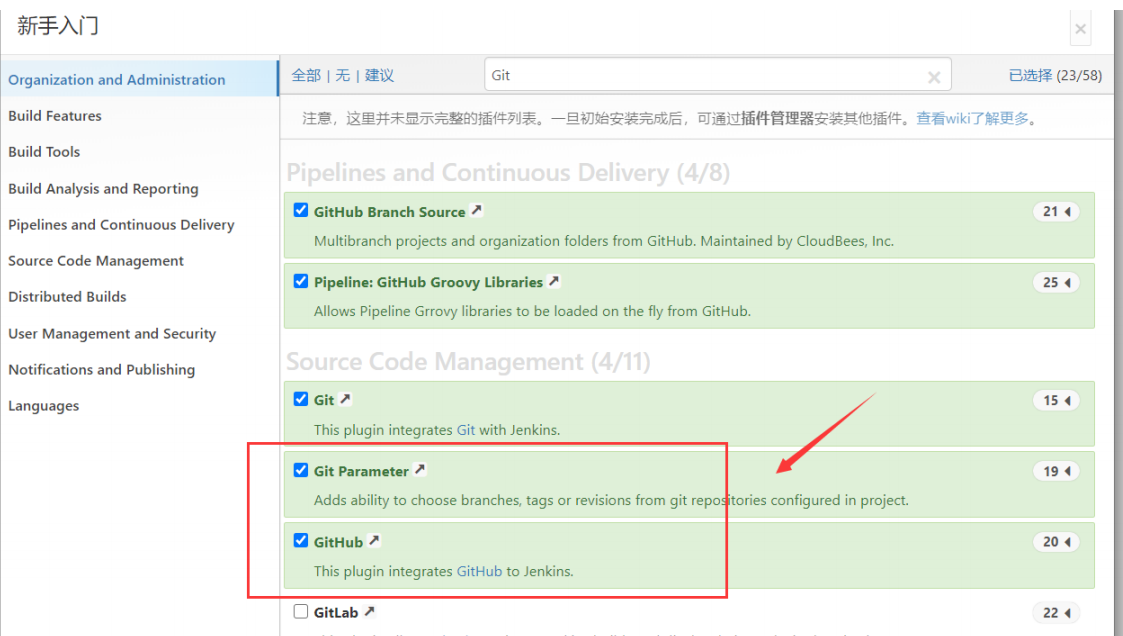 新手入门
×
Organization and Administration
Build Features
Build Tools
Build Analysis and Reporting
Pipelines and Continuous Delivery
Source Code Management
Distributed Builds
User Management and Security
Notifications and Publishing
Languages
全部 | 无 | 建议
Git
已选择 (23/58)
注意，这里并未显示完整的插件列表。一旦初始安装完成后，可通过插件管理器安装其他插件。查看wiki了解更多。
Pipelines and Continuous Delivery (4/8)
GitHub Branch Source 21
Multibranch projects and organization folders from GitHub. Maintained by CloudBees, Inc.
Pipeline: GitHub Groovy Libraries 25
Allows Pipeline Grrovy libraries to be loaded on the fly from GitHub.
Source Code Management (4/11)
Git 15
This plugin integrates Git with Jenkins.
Git Parameter 19
Adds ability to choose branches, tags or revisions from git repositories configured in project.
GitHub 20
This plugin integrates GitHub to Jenkins.
GitLab 22